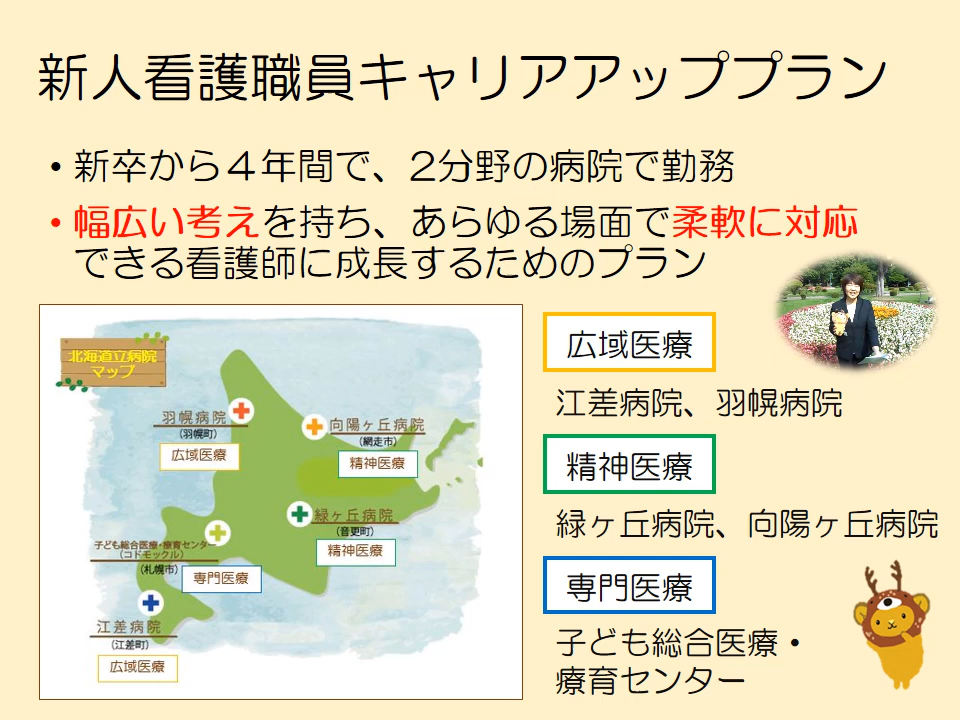 新人看護職員キャリアアッププラン
・新卒から４年間で、2分野の病院で勤務
・幅広い考えを持ち、あらゆる場面で柔軟に対応
できる看護師に成長するためのプラン
北海道立病院
マップ
羽幌病院
（羽幌町）
広域医療
向陽ヶ丘病院
（網走市）
精神医療
緑ヶ丘病院
（音更町）
精神医療
子ども総合医療・療育センター
（コドモックル）
（札幌市）
専門医療
江差病院
（江差町）
広域医療
広域医療
江差病院、羽幌病院
精神医療
緑ヶ丘病院、向陽ヶ丘病院
専門医療
子ども総合医療・
療育センター